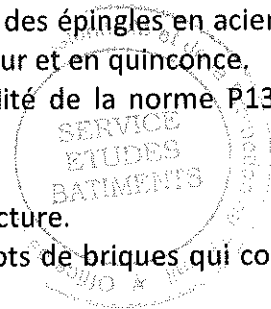 des épingles en acier
ur et en quinconce.
lité de la norme P13
SERVICE
ETUDES
BATIMENTS
cture.
ots de briques qui co